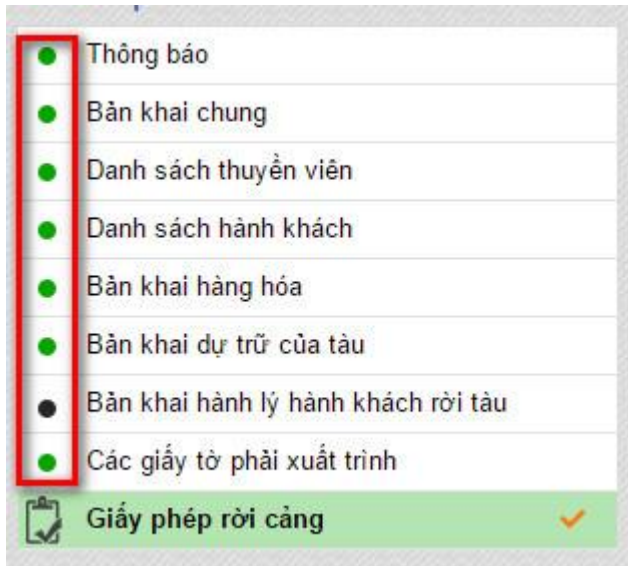 Thông báo
Bản khai chung
Danh sách thuyền viên
Danh sách hành khách
Bản khai hàng hóa
Bản khai dự trữ của tàu
Bản khai hành lý hành khách rời tàu
Các giấy tờ phải xuất trình
Giấy phép rời cảng